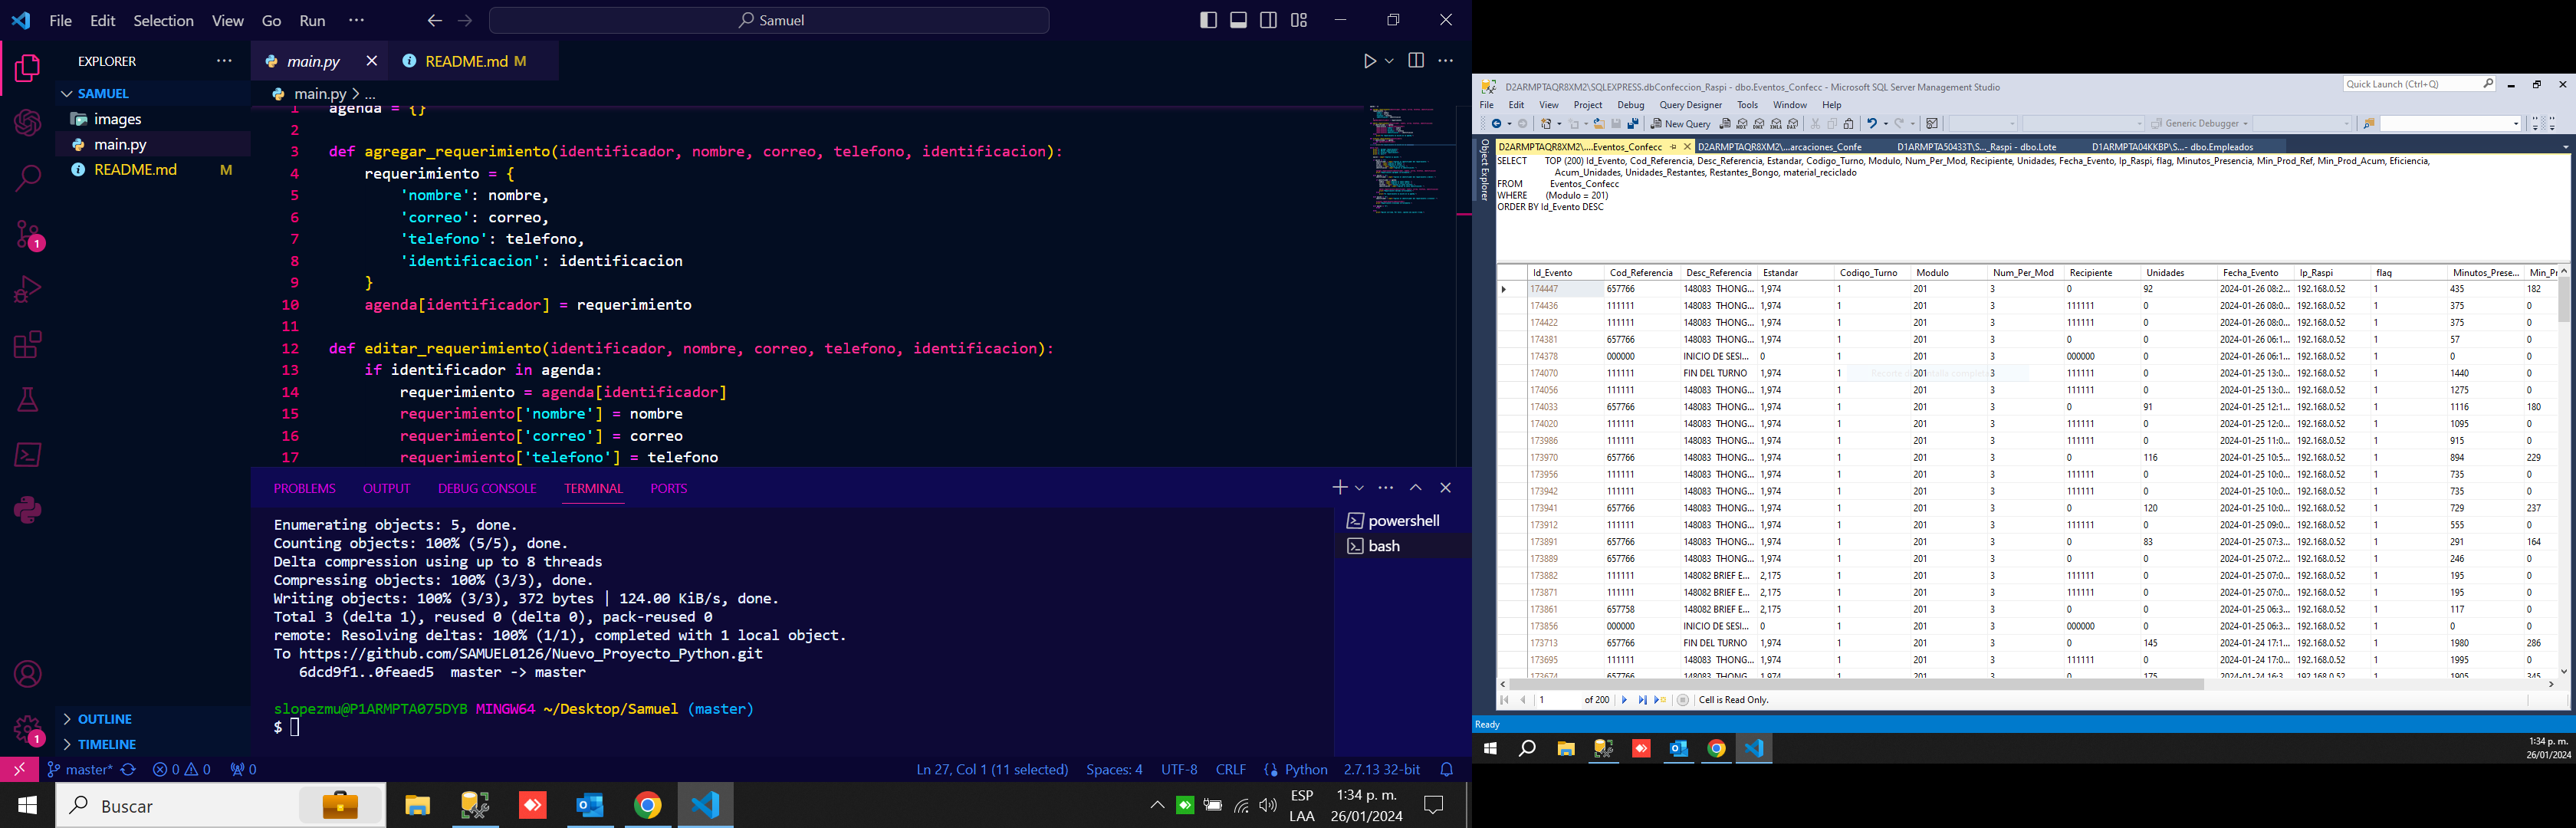 File Edit Selection View Go Run ··· Samuel
EXPLORER ···
SAMUEL
images
main.py
README.md M
main.py README.md M
main.py > ...
1 agenda = {}
2
3 def agregar_requerimiento(identificador, nombre, correo, telefono, identificacion):
4 requerimiento = {
5 'nombre': nombre,
6 'correo': correo,
7 'telefono': telefono,
8 'identificacion': identificacion
9 }
10 agenda[identificador] = requerimiento
11
12 def editar_requerimiento(identificador, nombre, correo, telefono, identificacion):
13 if identificador in agenda:
14 requerimiento = agenda[identificador]
15 requerimiento['nombre'] = nombre
16 requerimiento['correo'] = correo
17 requerimiento['telefono'] = telefono
PROBLEMS OUTPUT DEBUG CONSOLE TERMINAL PORTS
Enumerating objects: 5, done.
Counting objects: 100% (5/5), done.
Delta compression using up to 8 threads
Compressing objects: 100% (3/3), done.
Writing objects: 100% (3/3), 372 bytes | 124.00 KiB/s, done.
Total 3 (delta 1), reused 0 (delta 0), pack-reused 0
remote: Resolving deltas: 100% (1/1), completed with 1 local object.
To https://github.com/SAMUEL0126/Nuevo_Proyecto_Python.git
6dcd9f1..0feaed5 master -> master
slopezmu@P1ARMPTA075DYB MINGW64 ~/Desktop/Samuel (master)
$
powershell
bash
OUTLINE
TIMELINE
1
1
master* 0 0 0 Ln 27, Col 1 (11 selected) Spaces: 4 UTF-8 CRLF Python 2.7.13 32-bit
Buscar
ESP
LAA
1:34 p. m.
26/01/2024
D2ARMPTAQR8XM2\SQLEXPRESS.dbConfeccion_Raspi - dbo.Eventos_Confecc - Microsoft SQL Server Management Studio
Quick Launch (Ctrl+Q)
File Edit View Project Debug Query Designer Tools Window Help
New Query Generic Debugger
Object Explorer
D2ARMPTAQR8XM2\....Eventos_Confecc D2ARMPTAQR8XM2\...arcaciones_Confe D1ARMPTA50433T\S..._Raspi - dbo.Lote D1ARMPTA04KKBP\S...- dbo.Empleados
SELECT TOP (200) Id_Evento, Cod_Referencia, Desc_Referencia, Estandar, Codigo_Turno, Modulo, Num_Per_Mod, Recipiente, Unidades, Fecha_Evento, Ip_Raspi, flag, Minutos_Presencia, Min_Prod_Ref, Min_Prod_Acum, Eficiencia,
Acum_Unidades, Unidades_Restantes, Restantes_Bongo, material_reciclado
FROM Eventos_Confecc
WHERE (Modulo = 201)
ORDER BY Id_Evento DESC
Id_Evento Cod_Referencia Desc_Referencia Estandar Codigo_Turno Modulo Num_Per_Mod Recipiente Unidades Fecha_Evento Ip_Raspi flag Minutos_Prese... Min_Pr
174447 657766 148083 THONG... 1,974 1 201 3 0 92 2024-01-26 08:2... 192.168.0.52 1 435 182
174436 111111 148083 THONG... 1,974 1 201 3 111111 0 2024-01-26 08:0... 192.168.0.52 1 375 0
174422 111111 148083 THONG... 1,974 1 201 3 111111 0 2024-01-26 08:0... 192.168.0.52 1 375 0
174381 657766 148083 THONG... 1,974 1 201 3 0 0 2024-01-26 06:1... 192.168.0.52 1 57 0
174378 000000 INICIO DE SESI... 0 1 201 3 000000 0 2024-01-26 06:1... 192.168.0.52 1 0 0
174070 111111 FIN DEL TURNO 1,974 1 201 3 111111 0 2024-01-25 13:0... 192.168.0.52 1 1440 0
174056 111111 148083 THONG... 1,974 1 201 3 111111 0 2024-01-25 13:0... 192.168.0.52 1 1275 0
174033 657766 148083 THONG... 1,974 1 201 3 0 91 2024-01-25 12:1... 192.168.0.52 1 1116 180
174020 111111 148083 THONG... 1,974 1 201 3 111111 0 2024-01-25 12:0... 192.168.0.52 1 1095 0
173986 111111 148083 THONG... 1,974 1 201 3 111111 0 2024-01-25 11:0... 192.168.0.52 1 915 0
173970 657766 148083 THONG... 1,974 1 201 3 0 116 2024-01-25 10:5... 192.168.0.52 1 894 229
173956 111111 148083 THONG... 1,974 1 201 3 111111 0 2024-01-25 10:0... 192.168.0.52 1 735 0
173942 111111 148083 THONG... 1,974 1 201 3 111111 0 2024-01-25 10:0... 192.168.0.52 1 735 0
173941 657766 148083 THONG... 1,974 1 201 3 0 120 2024-01-25 10:0... 192.168.0.52 1 729 237
173912 111111 148083 THONG... 1,974 1 201 3 111111 0 2024-01-25 09:0... 192.168.0.52 1 555 0
173891 657766 148083 THONG... 1,974 1 201 3 0 83 2024-01-25 07:3... 192.168.0.52 1 291 164
173889 657766 148083 THONG... 1,974 1 201 3 0 0 2024-01-25 07:2... 192.168.0.52 1 246 0
173882 111111 148082 BRIEF E... 2,175 1 201 3 111111 0 2024-01-25 07:0... 192.168.0.52 1 195 0
173871 111111 148082 BRIEF E... 2,175 1 201 3 111111 0 2024-01-25 07:0... 192.168.0.52 1 195 0
173861 657758 148082 BRIEF E... 2,175 1 201 3 0 0 2024-01-25 06:3... 192.168.0.52 1 117 0
173856 000000 INICIO DE SESI... 0 1 201 3 000000 0 2024-01-25 06:3... 192.168.0.52 1 0 0
173713 657766 FIN DEL TURNO 1,974 1 201 3 0 145 2024-01-24 17:1... 192.168.0.52 1 1980 286
173695 111111 148083 THONG... 1,974 1 201 3 111111 0 2024-01-24 17:0... 192.168.0.52 1 1995 0
173674 657766 148083 THONG... 1,974 1 201 3 0 175 2024-01-24 16:3... 192.168.0.52 1 1905 345
1 of 200 Cell is Read Only.
Ready
1:34 p. m.
26/01/2024